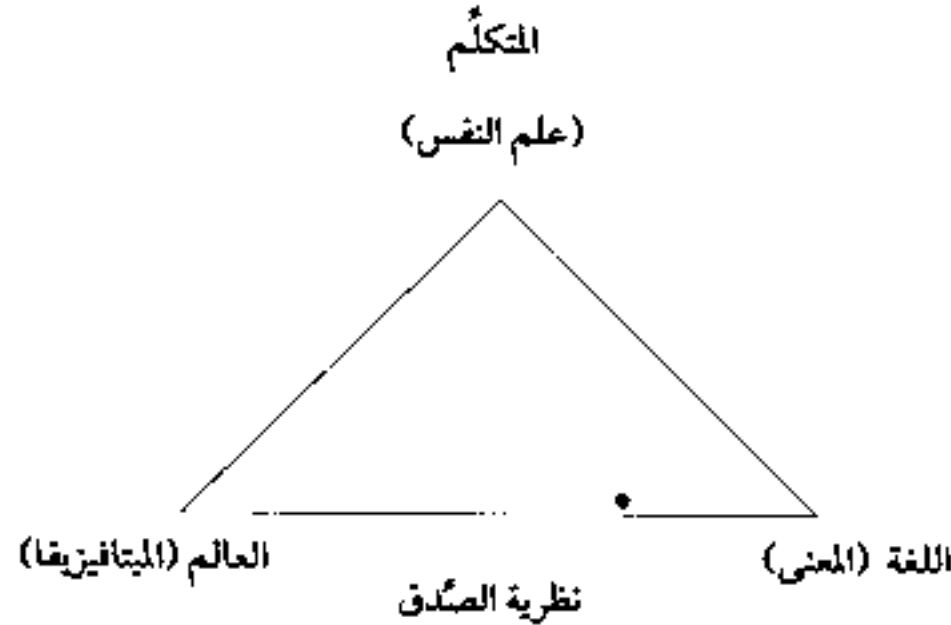 المتكلّم
(علم النفس)
اللغة (المعنى)
العالم (الميتافيزيقا)
نظرية الصّدق